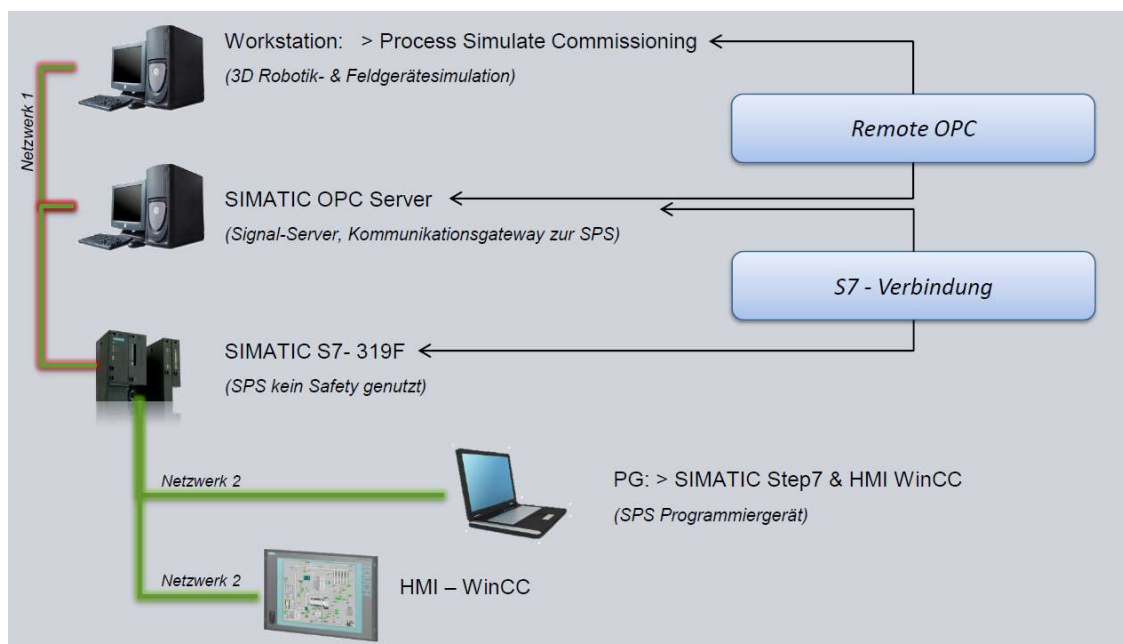 Workstation: > Process Simulate Commissioning
(3D Robotik- & Feldgerätesimulation)
Netzwerk 1
Remote OPC
SIMATIC OPC Server
(Signal-Server, Kommunikationsgateway zur SPS)
S7 - Verbindung
SIMATIC S7- 319F
(SPS kein Safety genutzt)
Netzwerk 2
PG: > SIMATIC Step7 & HMI WinCC
(SPS Programmiergerät)
Netzwerk 2
HMI – WinCC